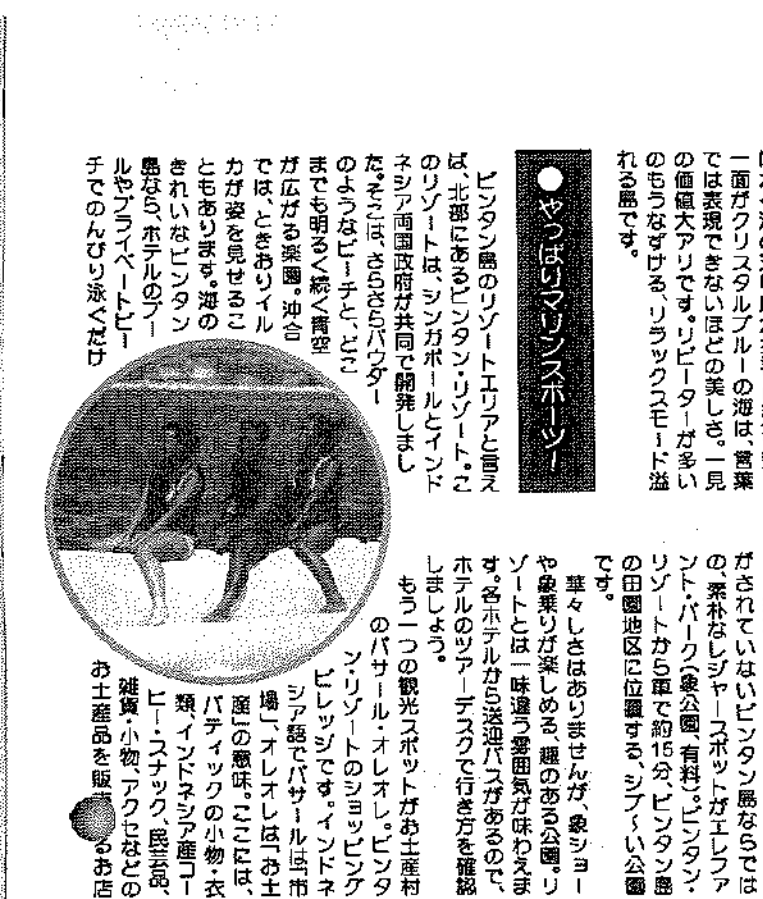 一面がクリスタルブルーの海は、言葉
では表現できないほどの美しさ。一見
の価値大アリです。リピーターが多い
のもうなずける、リラックスモード溢
れる島です。
●やっぱりマリンスポーツー
ビンタン島のリゾートエリアと言え
ば、北部にあるビンタン・リゾート。こ
のリゾートは、シンガポールとインド
ネシア両国政府が共同で開発しまし
た。そこは、さらさらパウダー
のようなビーチと、どこ
までも明るく続く青空
が広がる楽園。沖合
では、ときおりイル
カが姿を見せるこ
ともあります。海の
きれいなビンタン
島なら、ホテルのプー
ルやプライベートビー
チでのんびり泳ぐだけ
がされていないビンタン島ならでは
の、素朴なレジャースポットがエレファ
ント・パーク(象公園、有料)。ビンタン・
リゾートから車で約15分、ビンタン島
の田園地区に位置する、シブ〜い公園
です。
華々しさはありませんが、象ショー
や象乗りが楽しめる、趣のある公園。リ
ゾートとは一味違う雰囲気が味わえま
す。各ホテルから送迎バスがあるので、
ホテルのツアーデスクで行き方を確認
しましょう。
もう一つの観光スポットがお土産村
のパサール・オレオレ。ビンタ
ン・リゾートのショッピング
ビレッジです。インドネ
シア語でパサールは「市
場」、オレオレは「お土
産」の意味。ここには、
バティックの小物・衣
類、インドネシア産コー
ヒー・スナック、民芸品、
雑貨・小物、アクセなどの
お土産品を販 るお店